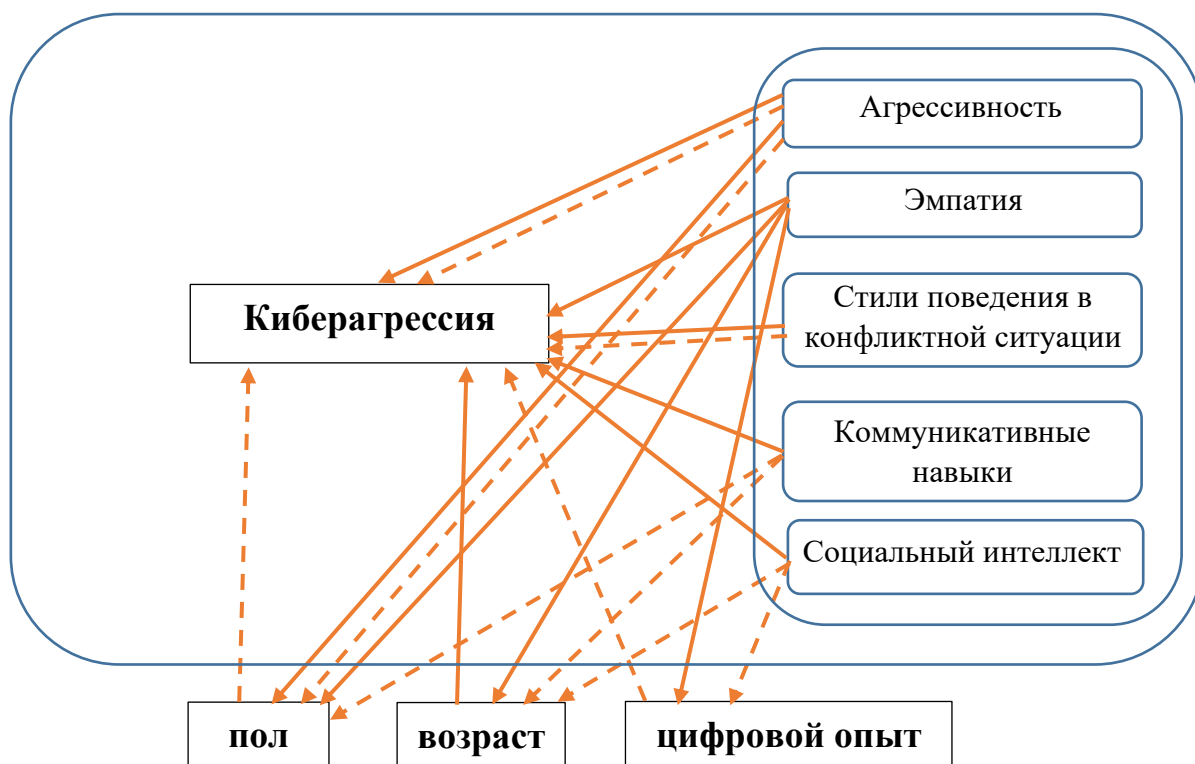 Агрессивность
Эмпатия
Киберагрессия
Стили поведения в
конфликтной ситуации
Коммуникативные
навыки
Социальный интеллект
пол
возраст
цифровой опыт